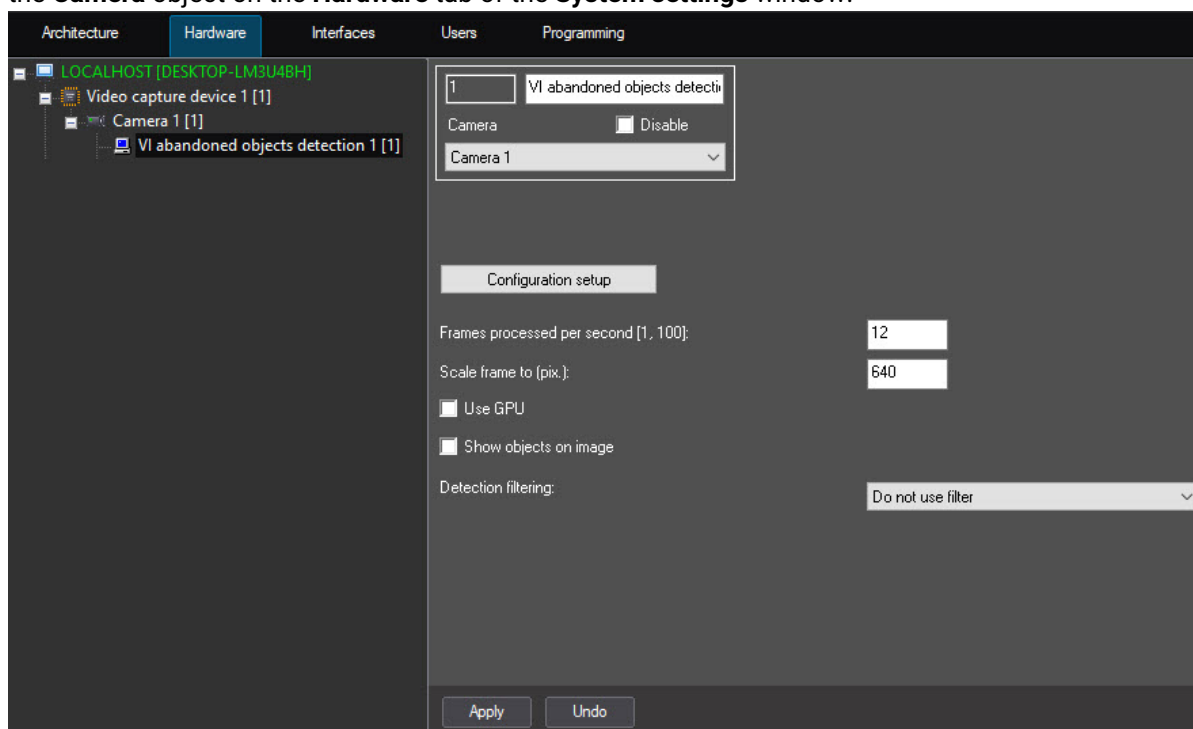 the Camera object on the Hardware tab of the System settings window.
Architecture Hardware Interfaces Users Programming
LOCALHOST [DESKTOP-LM3U4BH]
Video capture device 1 [1]
Camera 1 [1]
VI abandoned objects detection 1 [1]
1 VI abandoned objects detecti
Camera Disable
Camera 1
Configuration setup
Frames processed per second [1, 100]: 12
Scale frame to (pix.): 640
Use GPU
Show objects on image
Detection filtering: Do not use filter
Apply Undo